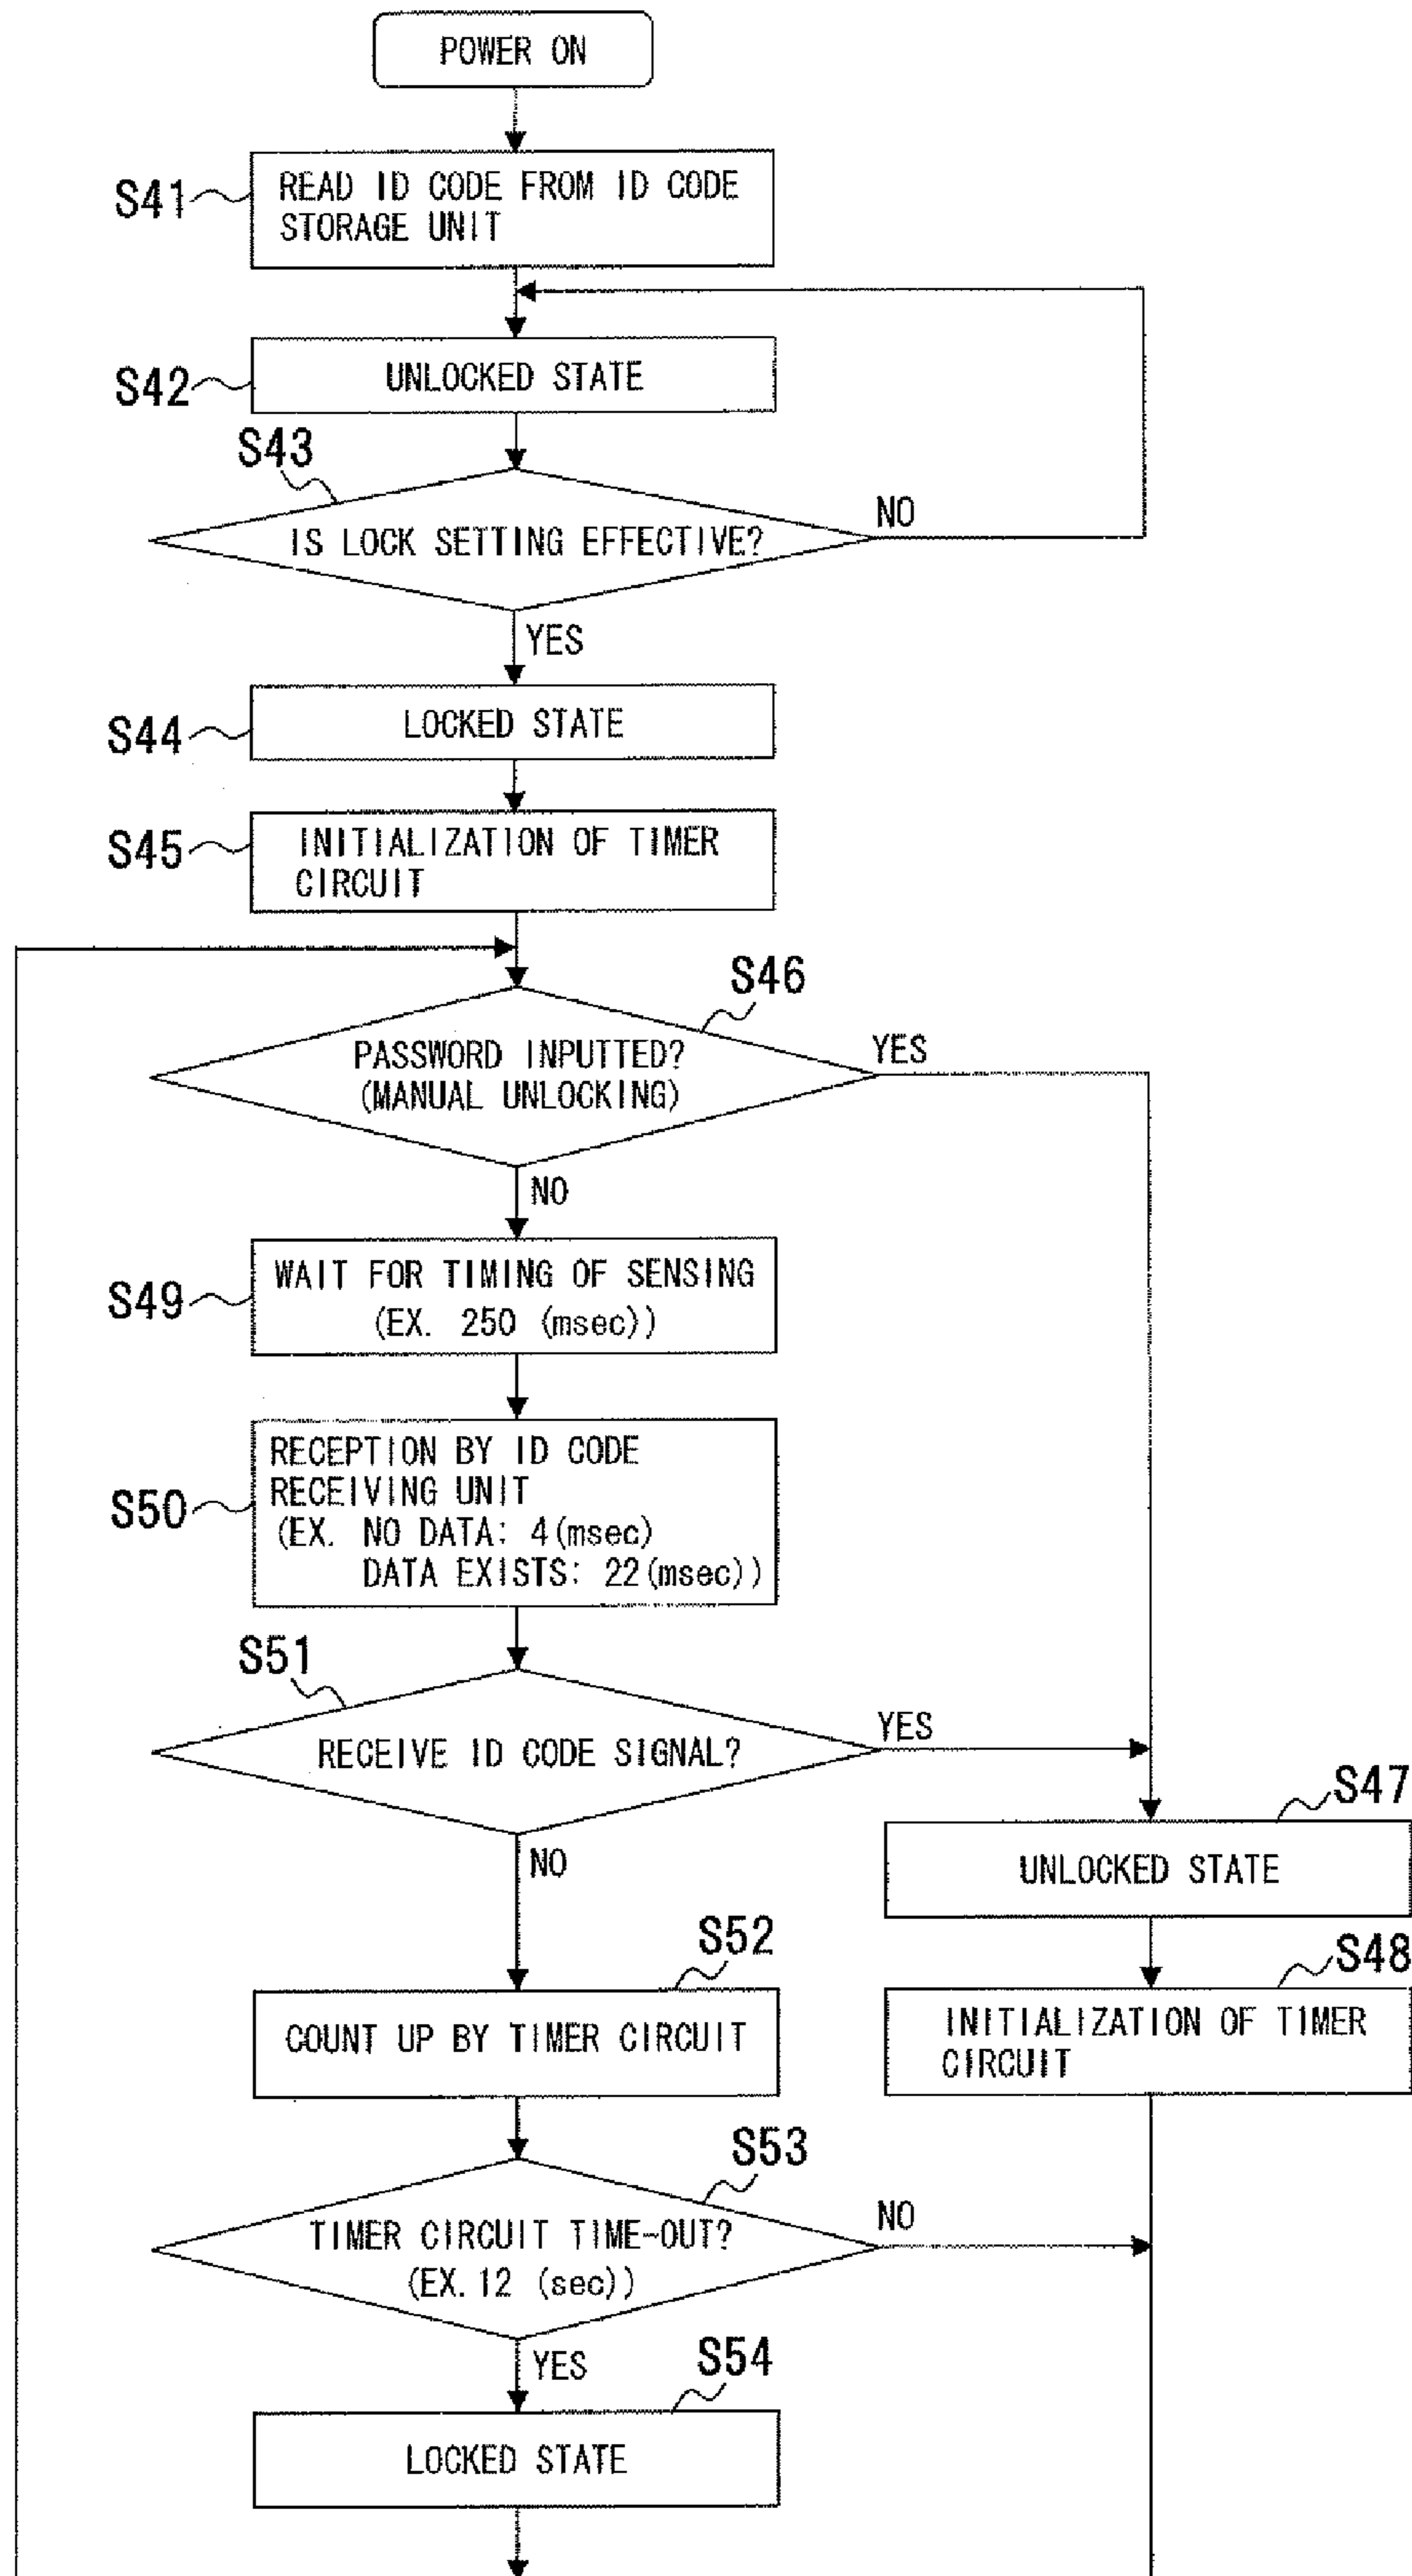 POWER ON
S41
READ ID CODE FROM ID CODE
STORAGE UNIT
S42
UNLOCKED STATE
S43
IS LOCK SETTING EFFECTIVE?
NO
YES
S44
LOCKED STATE
S45
INITIALIZATION OF TIMER
CIRCUIT
S46
PASSWORD INPUTTED?
(MANUAL UNLOCKING)
YES
NO
S49
WAIT FOR TIMING OF SENSING
(EX. 250 (msec))
S50
RECEPTION BY ID CODE
RECEIVING UNIT
(EX. NO DATA: 4(msec)
DATA EXISTS: 22(msec))
S51
RECEIVE ID CODE SIGNAL?
YES
NO
S47
UNLOCKED STATE
S48
INITIALIZATION OF TIMER
CIRCUIT
S52
COUNT UP BY TIMER CIRCUIT
S53
TIMER CIRCUIT TIME-OUT?
(EX.12 (sec))
NO
YES
S54
LOCKED STATE